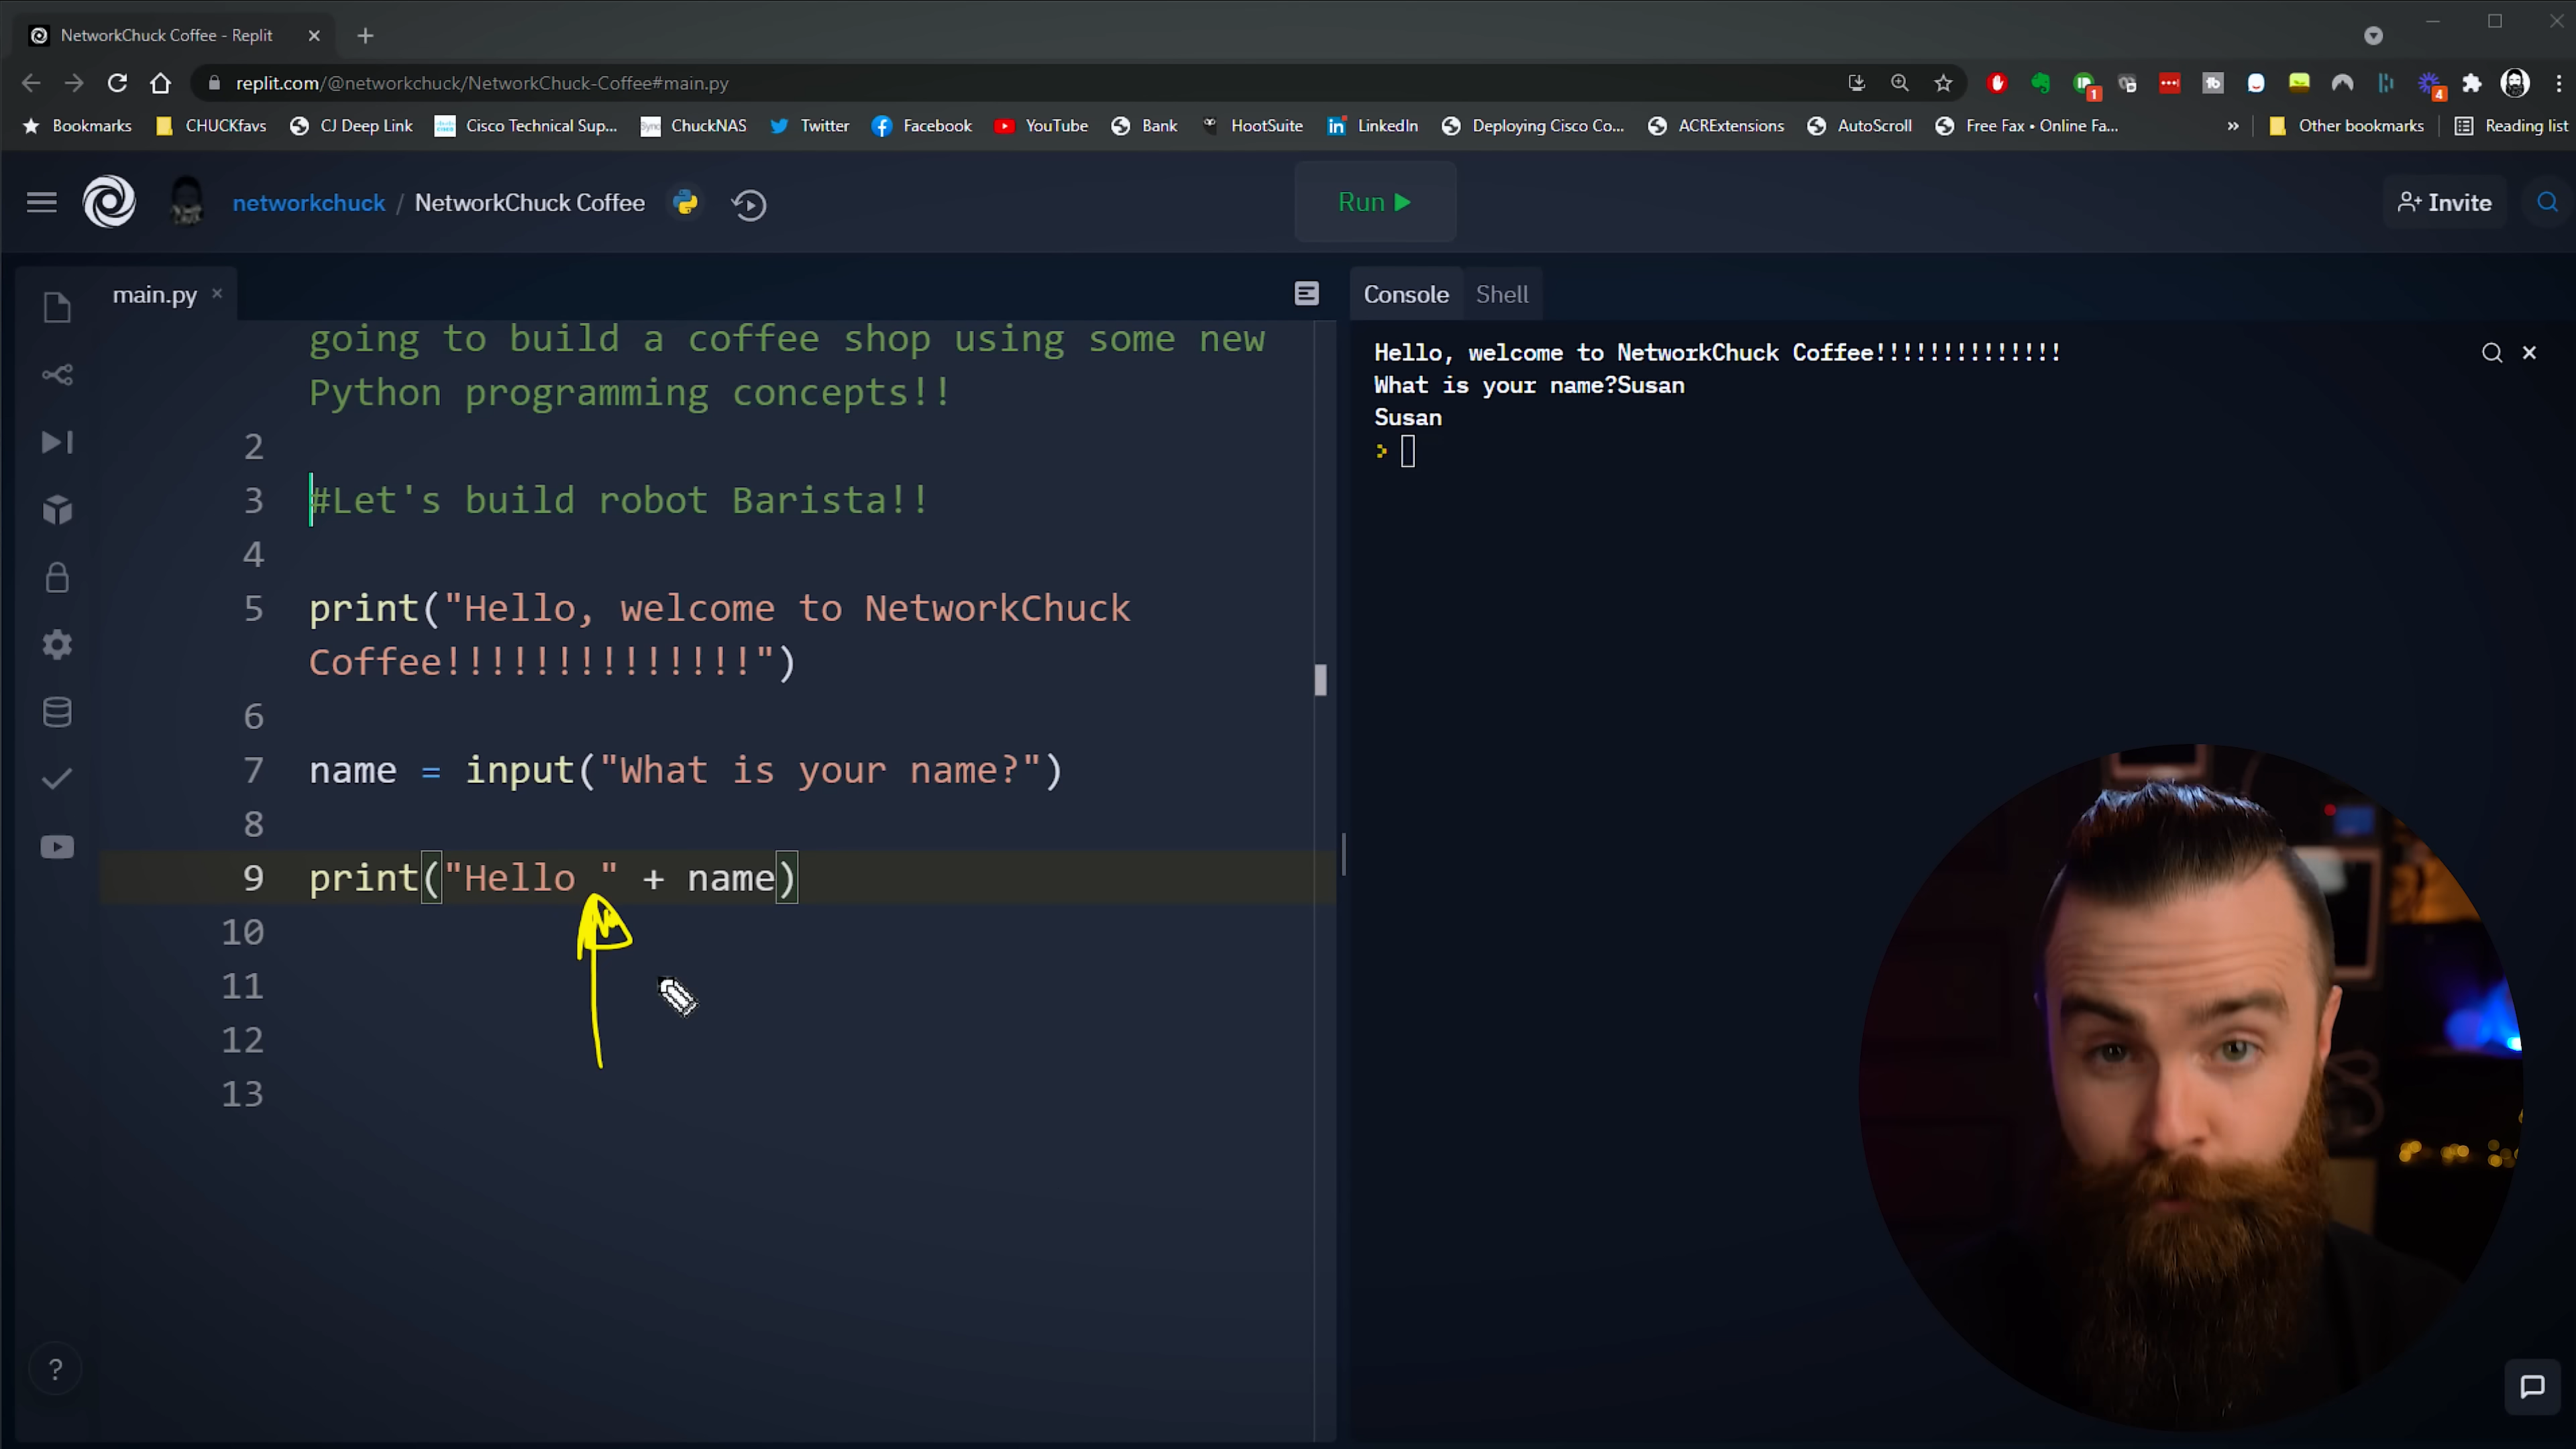 NetworkChuck Coffee - Replit
replit.com/@networkchuck/NetworkChuck-Coffee#main.py
1
4
Bookmarks CHUCKfavs CJ Deep Link Cisco Technical Sup... Sync ChuckNAS Twitter Facebook YouTube Bank HootSuite LinkedIn Deploying Cisco Co... ACRExtensions AutoScroll Free Fax • Online Fa... » Other bookmarks Reading list
networkchuck / NetworkChuck Coffee
Run
Invite
main.py
going to build a coffee shop using some new
Python programming concepts!!
2
3 #Let's build robot Barista!!
4
5 print("Hello, welcome to NetworkChuck
Coffee!!!!!!!!!!!!!!")
6
7 name = input("What is your name?")
8
9 print("Hello " + name)
10
11
12
13
?
Console Shell
Hello, welcome to NetworkChuck Coffee!!!!!!!!!!!!!!
What is your name?Susan
Susan
>